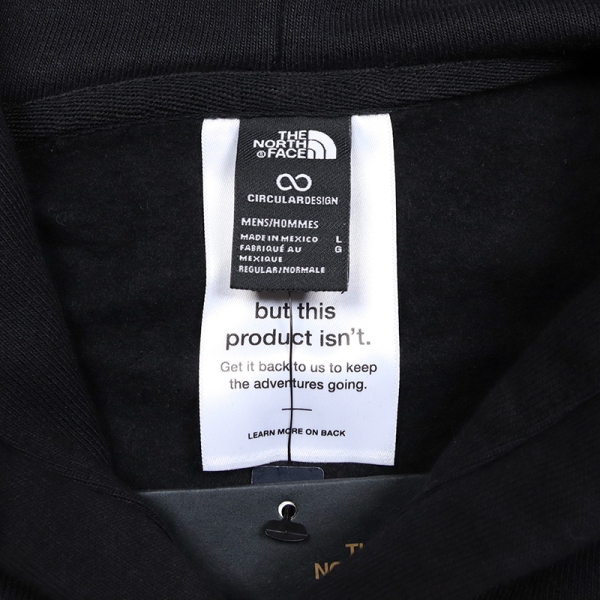 THE
NORTH
® FACE
CIRCULARDESIGN
MENS/HOMMES
MADE IN MEXICO L
FABRIQUÉ AU G
MEXIQUE
REGULAR/NORMALE
but this
product isn't.
Get it back to us to keep
the adventures going.
LEARN MORE ON BACK